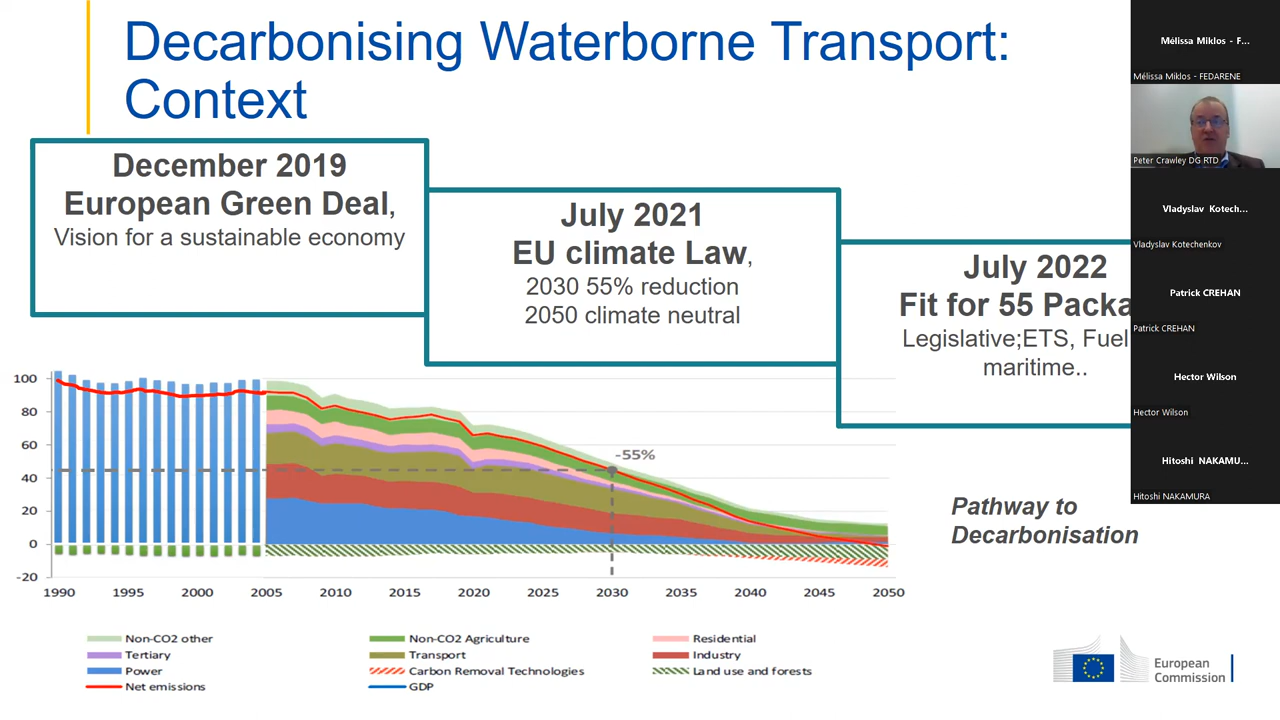 Decarbonising Waterborne Transport:
Context
December 2019
European Green Deal,
Vision for a sustainable economy
July 2021
EU climate Law,
2030 55% reduction
2050 climate neutral
July 2022
Fit for 55 Packa
Legislative;ETS, Fuel
maritime..
Mélissa Miklos - F...
Mélissa Miklos - FEDARENE
Peter Crawley DG RTD
Vladyslav Kotech...
Vladyslav Kotechenkov
Patrick CREHAN
Patrick CREHAN
Hector Wilson
Hector Wilson
Hitoshi NAKAMU...
Hitoshi NAKAMURA
100
80
60
40
20
0
-20
-55%
1990 1995 2000 2005 2010 2015 2020 2025 2030 2035 2040 2045 2050
Pathway to
Decarbonisation
Non-CO2 other Non-CO2 Agriculture Residential
Tertiary Transport Industry
Power Carbon Removal Technologies Land use and forests
Net emissions GDP
European
Commission